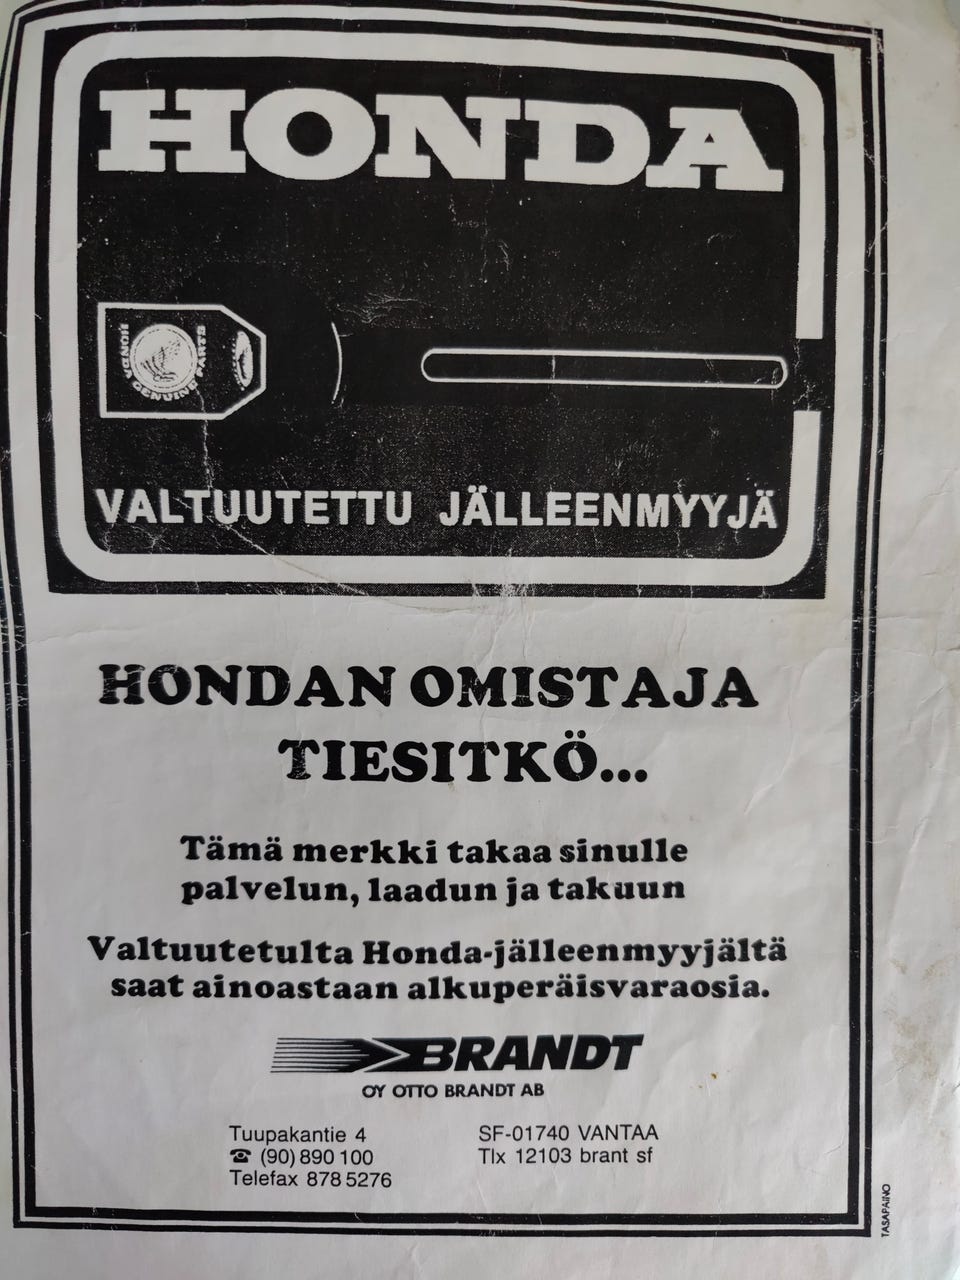 HONDA
HONDA GENUINE PARTS
VALTUUTETTU JÄLLEENMYYJÄ
HONDAN OMISTAJA
TIESITKÖ...
Tämä merkki takaa sinulle
palvelun, laadun ja takuun
Valtuutetulta Honda-jälleenmyyjältä
saat ainoastaan alkuperäisvaraosia.
BRANDT
OY OTTO BRANDT AB
Tuupakantie 4
☎ (90) 890 100
Telefax 878 5276
SF-01740 VANTAA
Tlx 12103 brant sf
TASAPAINO